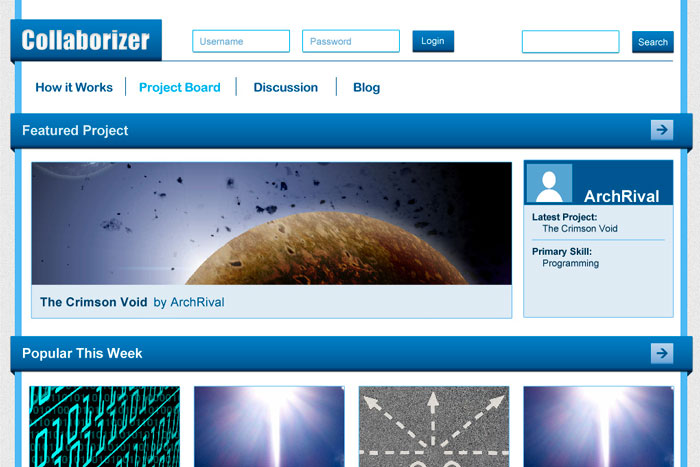 Collaborizer
Username
Password
Login
Search
How it Works
Project Board
Discussion
Blog
Featured Project
ArchRival
Latest Project:
The Crimson Void
Primary Skill:
Programming
The Crimson Void by ArchRival
Popular This Week